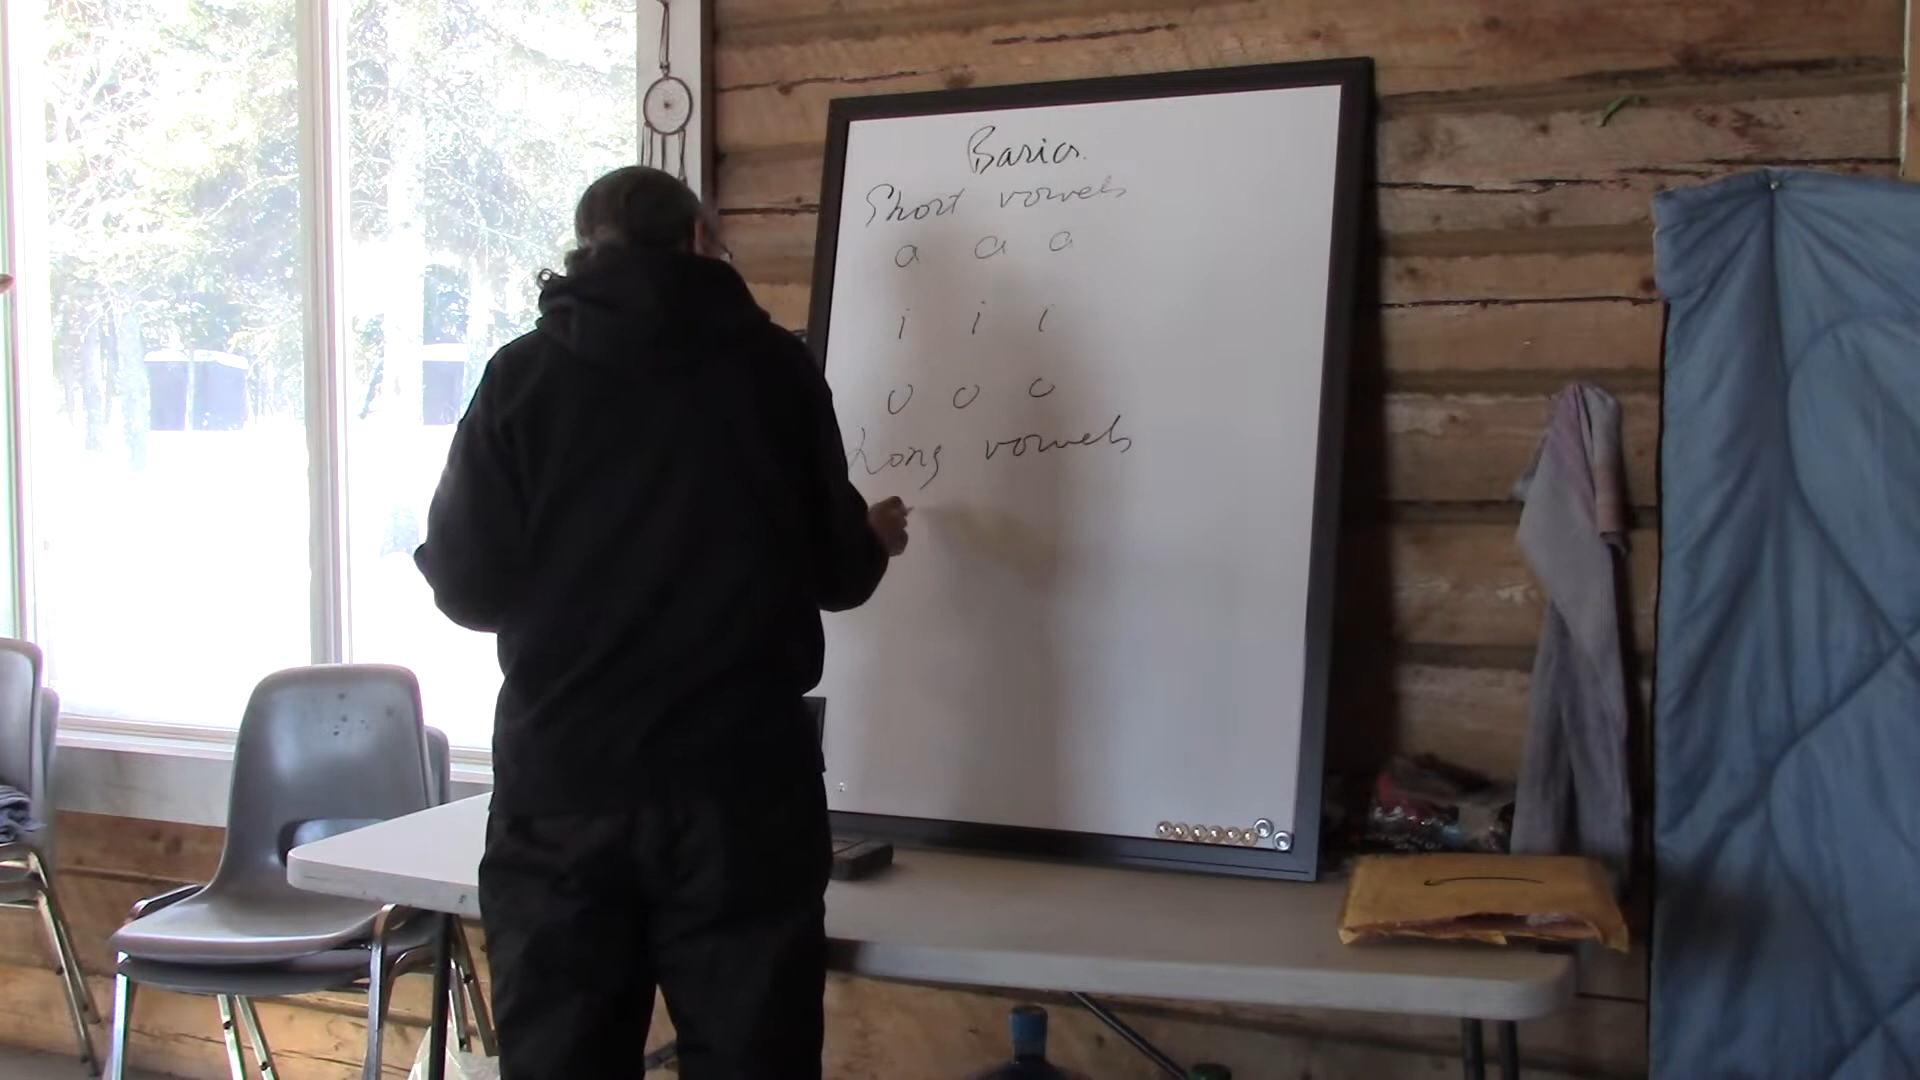 Basics
Short vowels
a a a
i i i
o o o
Long vowels